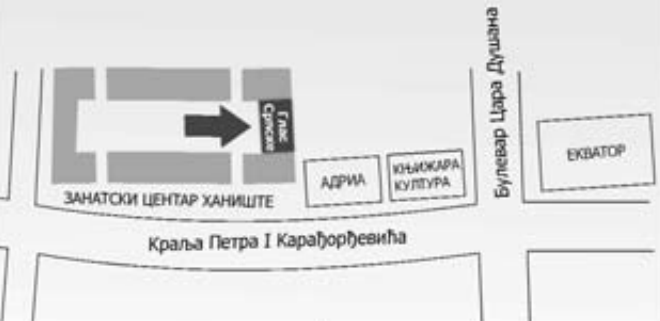 Булевар Цара Душана
Глас
Српске
ЕКВАТОР
АДРИА
КЊИЖАРА
КУЛТУРА
ЗАНАТСКИ ЦЕНТАР ХАНИШТЕ
Краља Петра I Карађорђевића